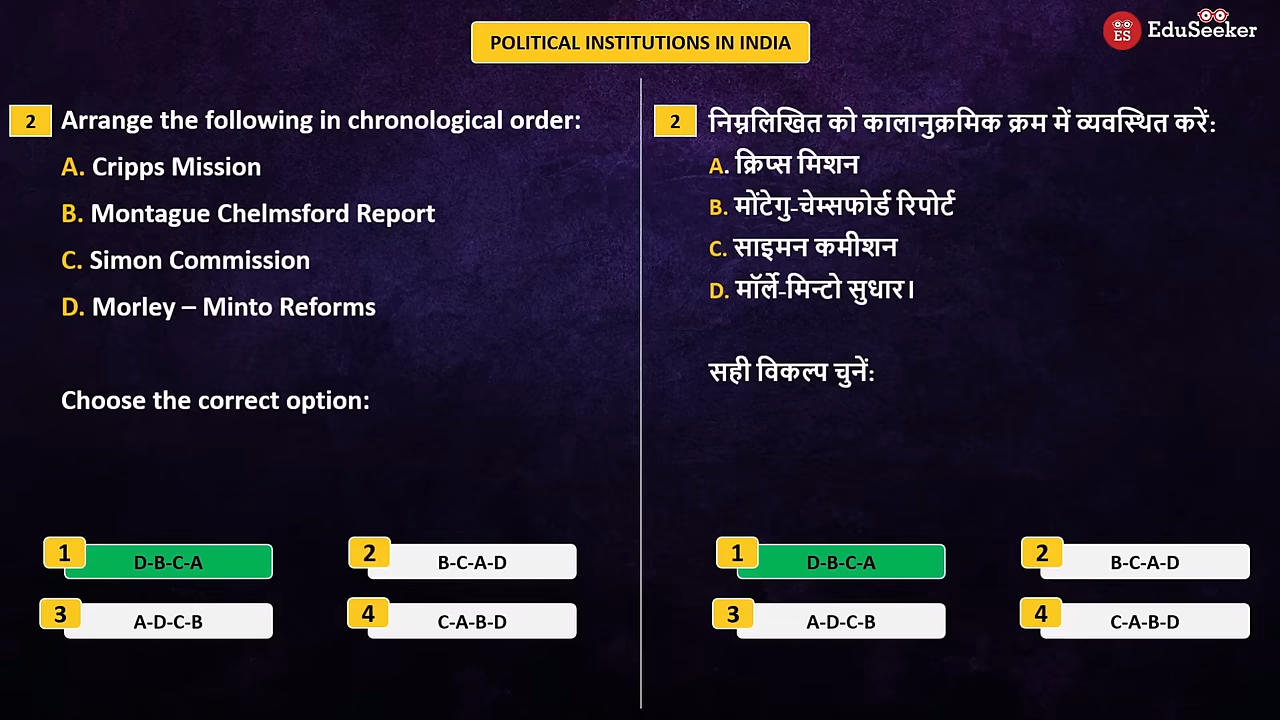 POLITICAL INSTITUTIONS IN INDIA
ES EduSeeker
2 Arrange the following in chronological order:
A. Cripps Mission
B. Montague Chelmsford Report
C. Simon Commission
D. Morley – Minto Reforms
Choose the correct option:
1 D-B-C-A
2 B-C-A-D
3 A-D-C-B
4 C-A-B-D
2 निम्नलिखित को कालानुक्रमिक क्रम में व्यवस्थित करें:
A. क्रिप्स मिशन
B. मोंटेगु-चेम्सफोर्ड रिपोर्ट
C. साइमन कमीशन
D. मॉर्ले-मिन्टो सुधार।
सही विकल्प चुनें:
1 D-B-C-A
2 B-C-A-D
3 A-D-C-B
4 C-A-B-D